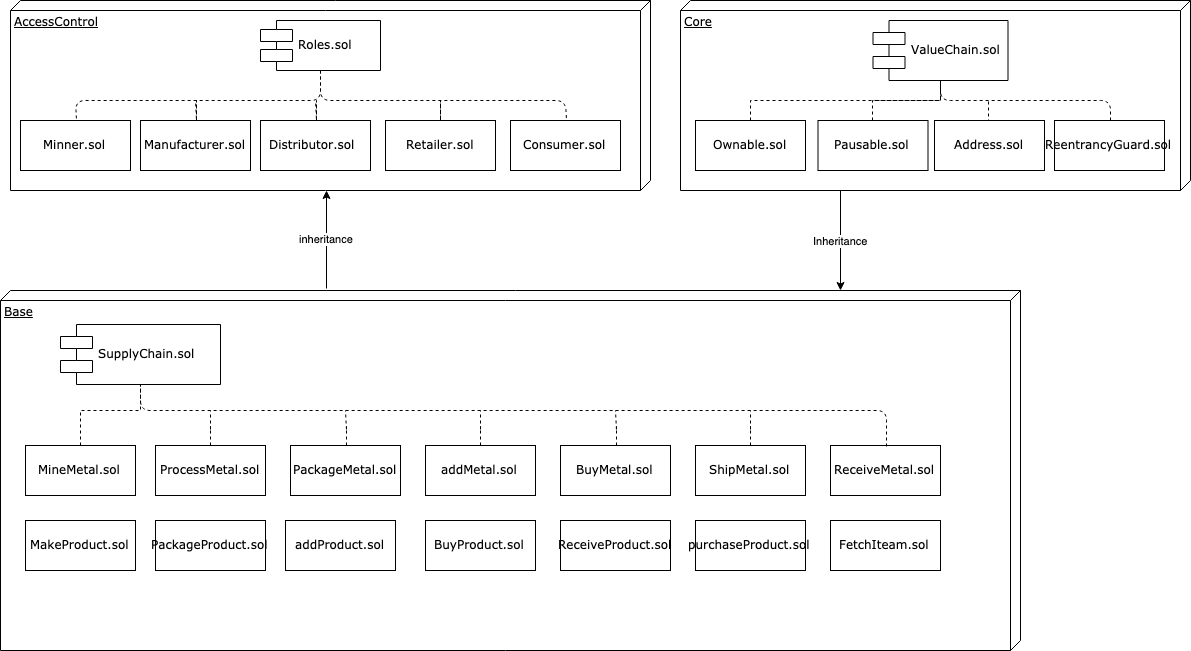 AccessControl
Roles.sol
Minner.sol
Manufacturer.sol
Distributor.sol
Retailer.sol
Consumer.sol
Core
ValueChain.sol
Ownable.sol
Pausable.sol
Address.sol
ReentrancyGuard.sol
inheritance
Inheritance
Base
SupplyChain.sol
MineMetal.sol
ProcessMetal.sol
PackageMetal.sol
addMetal.sol
BuyMetal.sol
ShipMetal.sol
ReceiveMetal.sol
MakeProduct.sol
PackageProduct.sol
addProduct.sol
BuyProduct.sol
ReceiveProduct.sol
purchaseProduct.sol
FetchIteam.sol